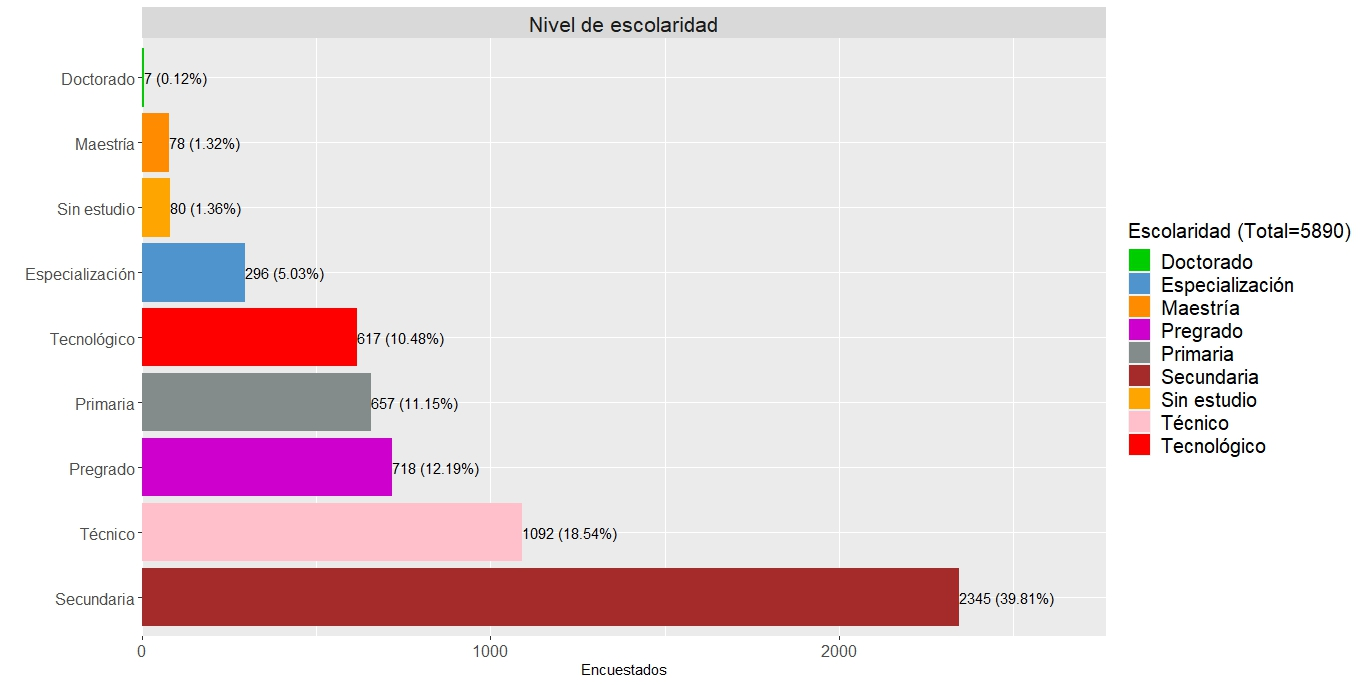 Nivel de escolaridad
Doctorado 7 (0.12%)
Maestría 78 (1.32%)
Sin estudio 80 (1.36%)
Especialización 296 (5.03%)
Tecnológico 617 (10.48%)
Primaria 657 (11.15%)
Pregrado 718 (12.19%)
Técnico 1092 (18.54%)
Secundaria 2345 (39.81%)
0 1000 2000
Encuestados
Escolaridad (Total=5890)
Doctorado
Especialización
Maestría
Pregrado
Primaria
Secundaria
Sin estudio
Técnico
Tecnológico